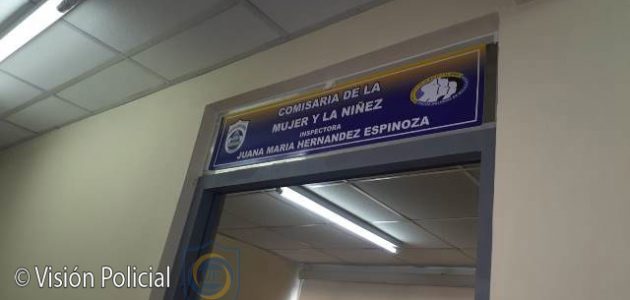 COMISARIA DE LA
MUJER Y LA NIÑEZ
INSPECTORA
JUANA MARIA HERNANDEZ ESPINOZA
© Visión Policial